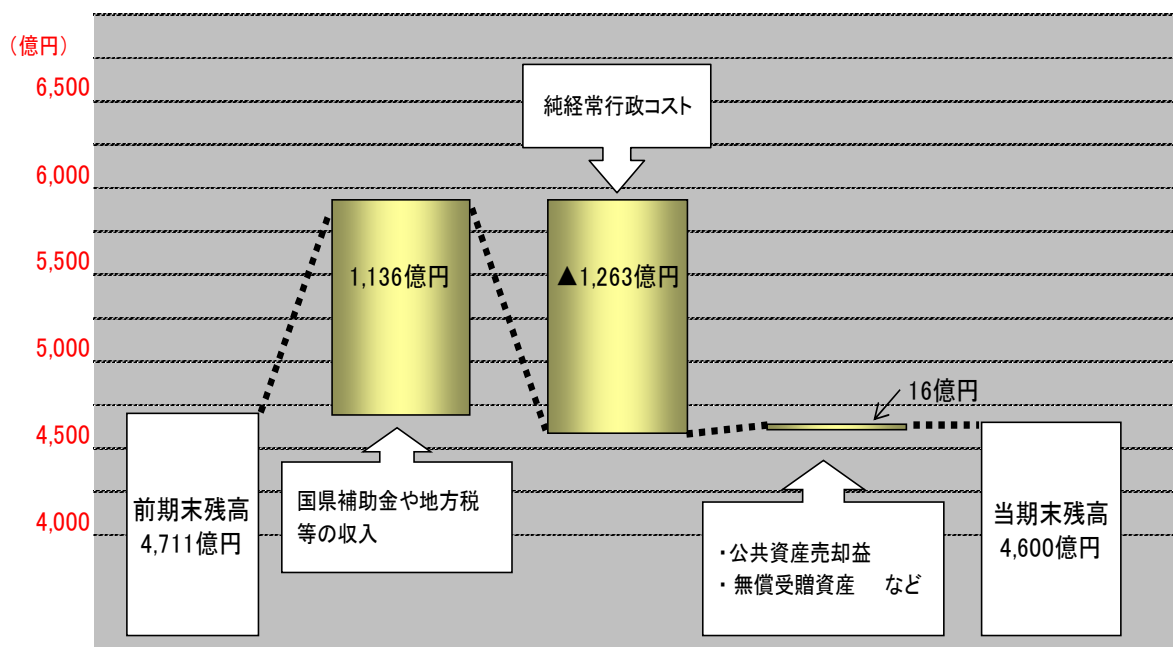 (億円)
6,500
6,000
5,500
5,000
4,500
4,000
純経常行政コスト
1,136億円
▲1,263億円
16億円
前期末残高
4,711億円
国県補助金や地方税
等の収入
・公共資産売却益
・無償受贈資産　など
当期末残高
4,600億円